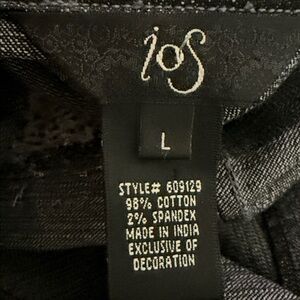 ios
L
STYLE# 609129
98% COTTON
2% SPANDEX
MADE IN INDIA
EXCLUSIVE OF
DECORATION